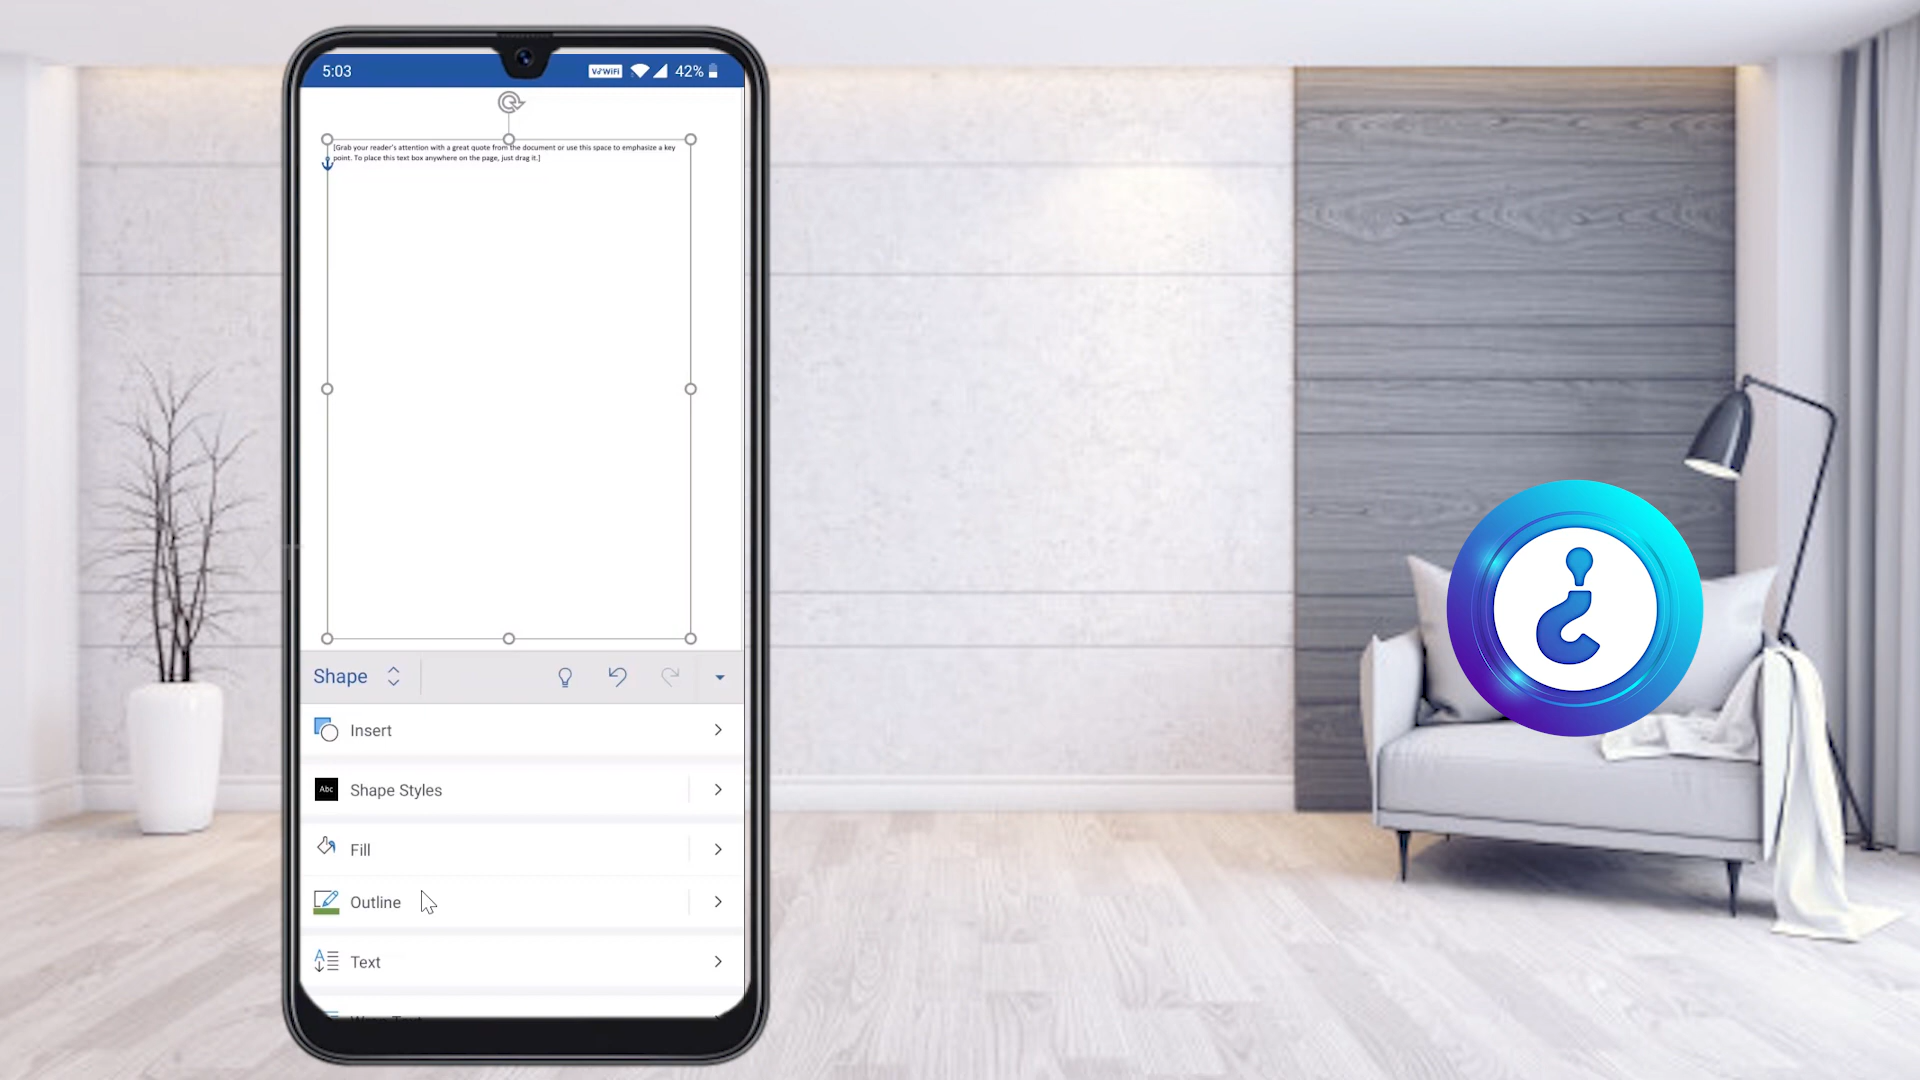 5:03
VoWiFi
42%
[Grab your reader's attention with a great quote from the document or use this space to emphasize a key
point. To place this text box anywhere on the page, just drag it.]
Shape
Insert
Abc
Shape Styles
Fill
Outline
A
Text